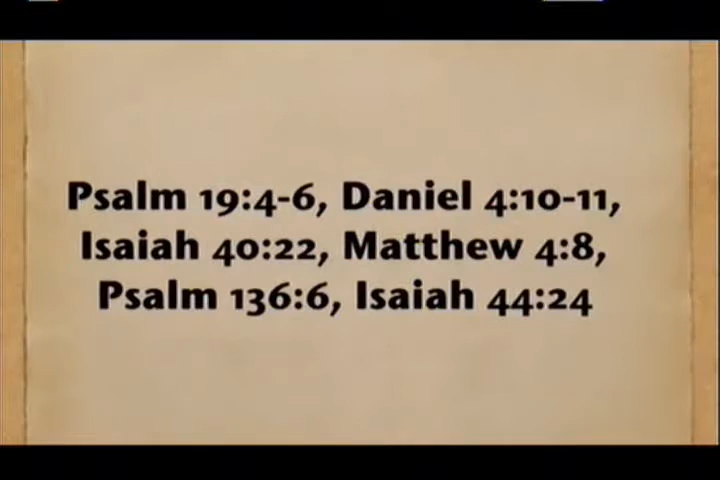 Psalm 19:4-6, Daniel 4:10-11,
Isaiah 40:22, Matthew 4:8,
Psalm 136:6, Isaiah 44:24